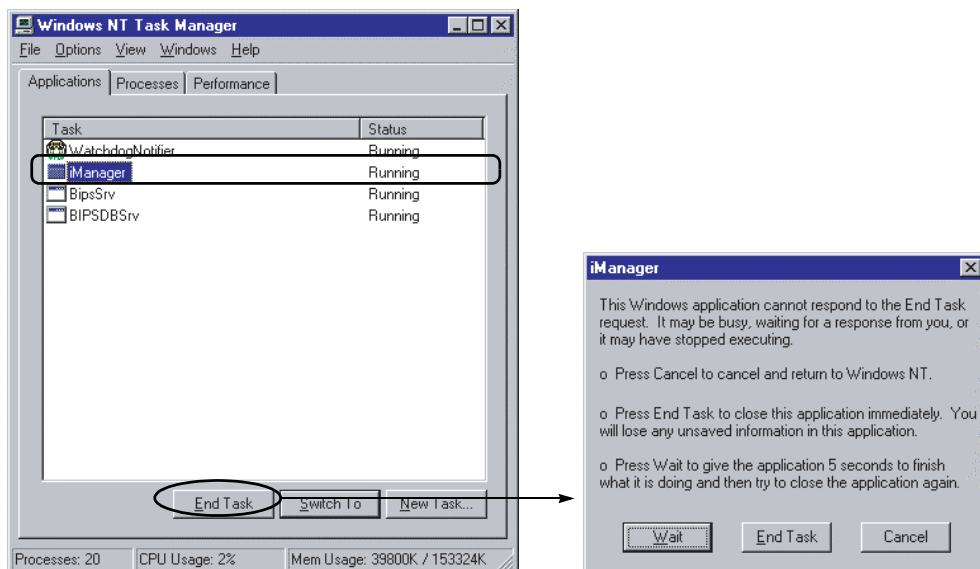 Windows NT Task Manager
File Options View Windows Help
Applications Processes Performance
Task Status
WatchdogNotifier Running
iManager Running
BipsSrv Running
BIPSDBSrv Running
End Task Switch To New Task...
Processes: 20 CPU Usage: 2% Mem Usage: 39800K / 153324K
iManager
This Windows application cannot respond to the End Task
request. It may be busy, waiting for a response from you, or
it may have stopped executing.
o Press Cancel to cancel and return to Windows NT.
o Press End Task to close this application immediately. You
will lose any unsaved information in this application.
o Press Wait to give the application 5 seconds to finish
what it is doing and then try to close the application again.
Wait End Task Cancel